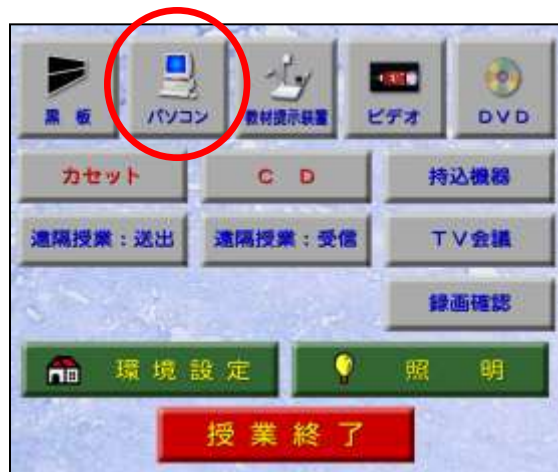 黒 板 パソコン 教材提示装置 ビデオ DVD
カセット C D 持込機器
遠隔授業：送出 遠隔授業：受信 TV会議
録画確認
環境設定 照 明
授業終了